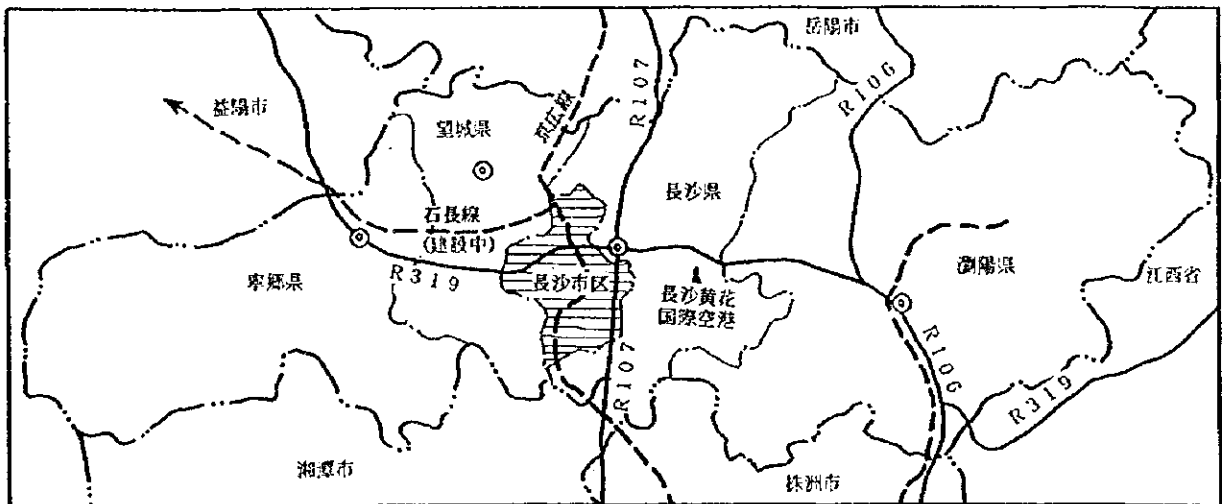 岳陽市
R107
R106
益陽市
京広線
望城県
長沙県
石長線
(建設中)
R319
寧郷県
長沙市区
長沙黄花
国際空港
瀏陽県
江西省
R107
R106
R319
湘潭市
株洲市